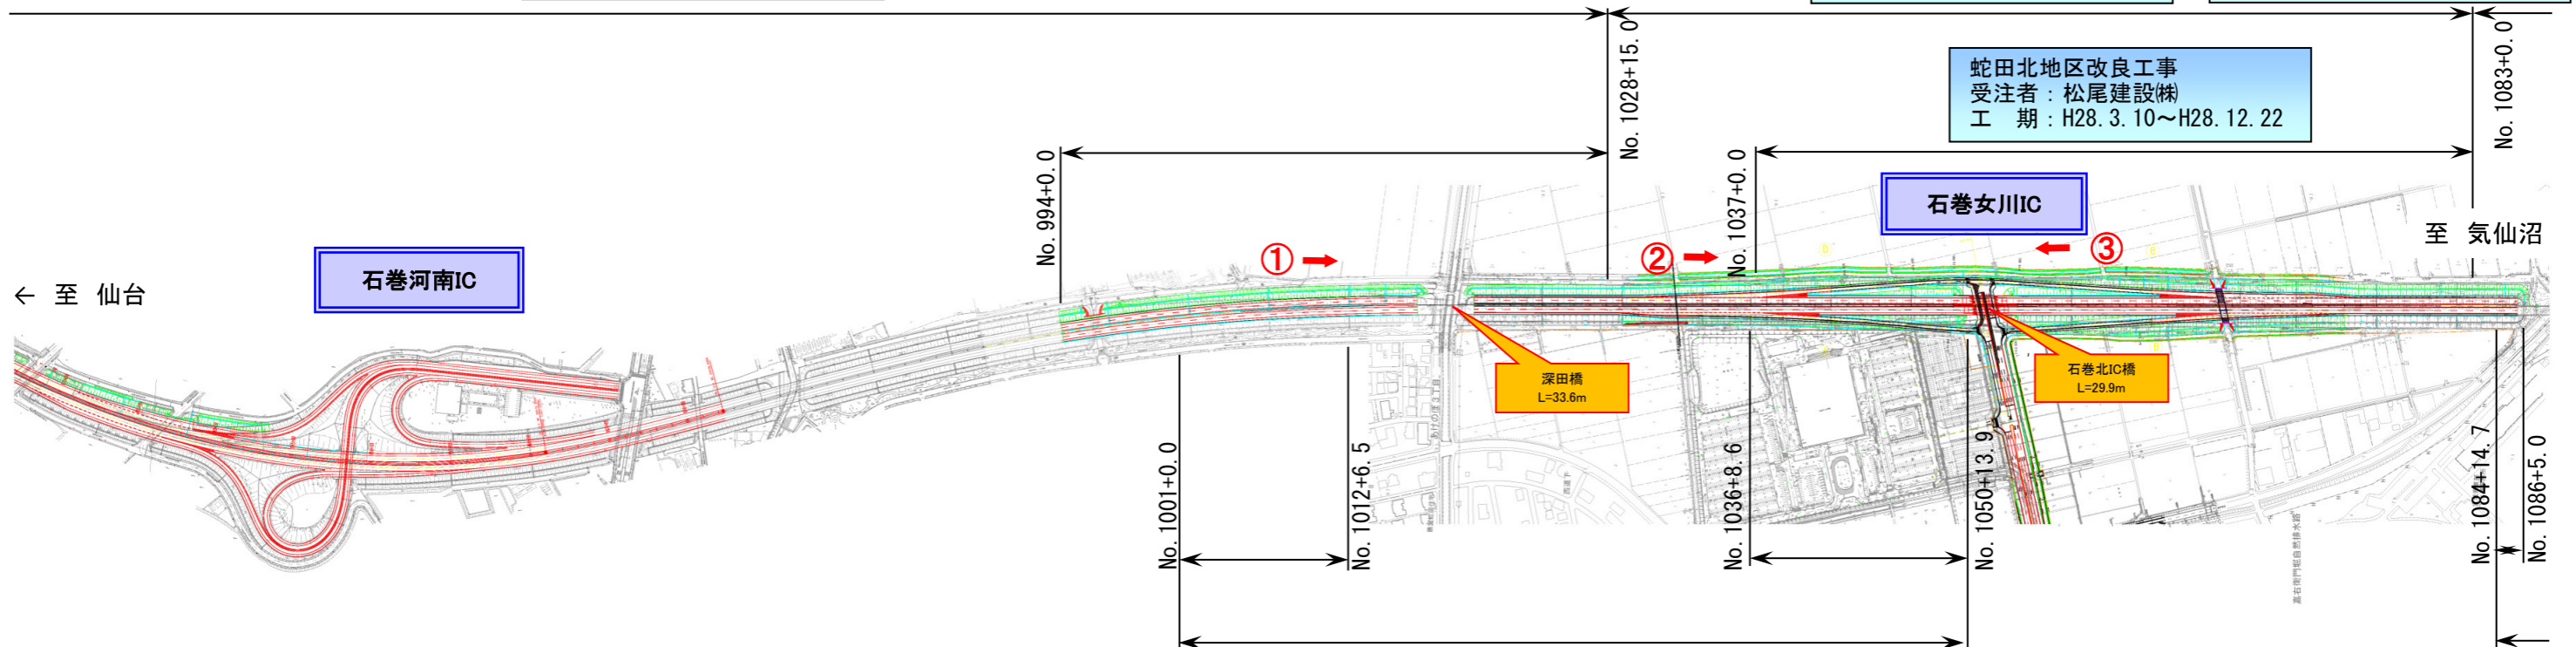 No. 1028+15. 0
No. 1083+0. 0
蛇田北地区改良工事
受注者：松尾建設㈱
工　期：H28. 3. 10～H28. 12. 22
No. 994+0. 0
No. 1037+0. 0
石巻女川IC
至 気仙沼
石巻河南IC
← 至 仙台
①
②
③
深田橋
L=33.6m
石巻北IC橋
L=29.9m
No. 1001+0. 0
No. 1012+6. 5
No. 1036+8. 6
No. 1050+13. 9
No. 1084+14. 7
No. 1086+5. 0